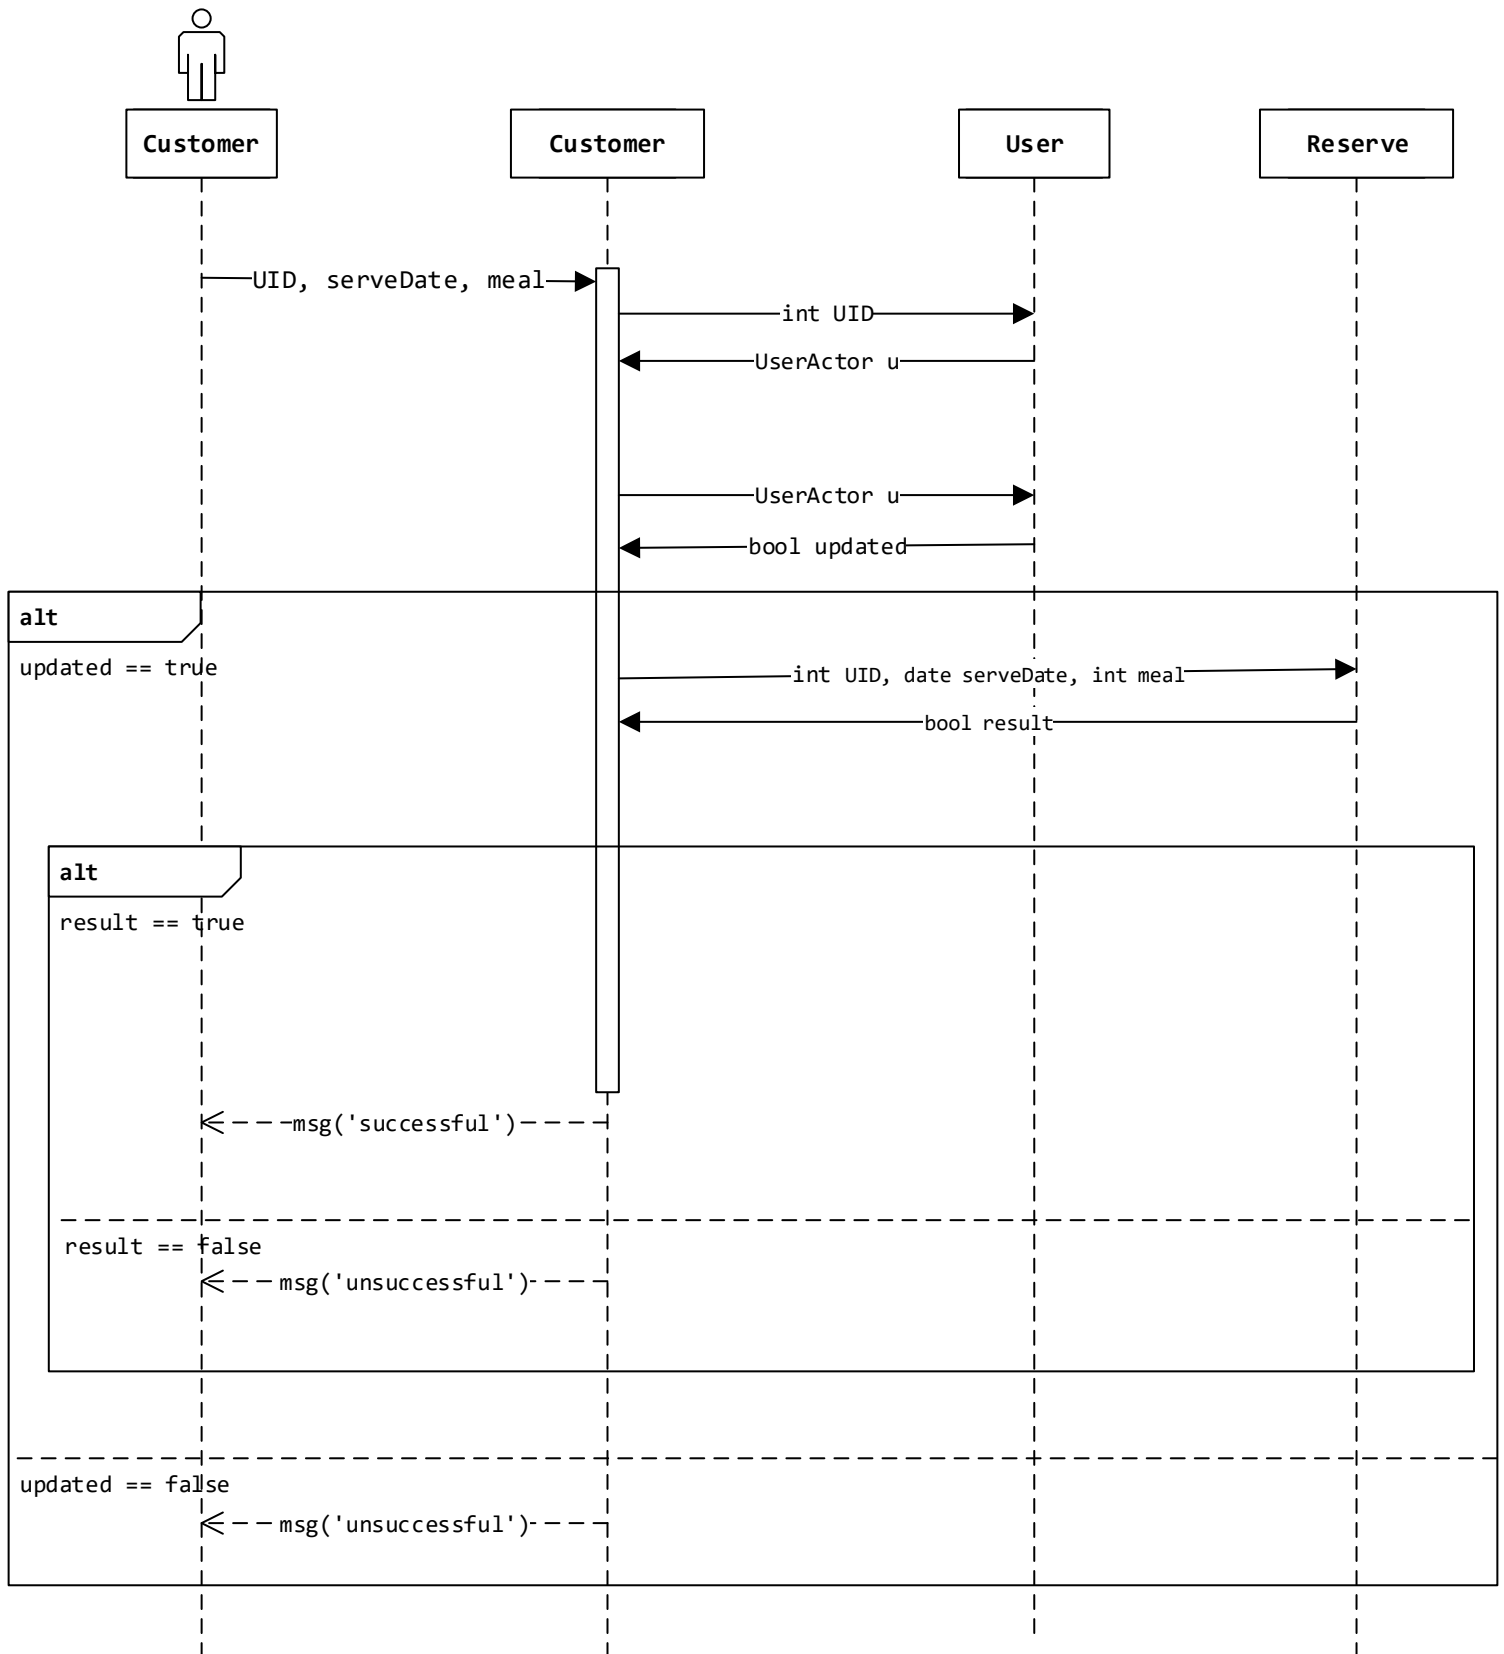 Customer
Customer
User
Reserve
UID, serveDate, meal
int UID
UserActor u
UserActor u
bool updated
alt
updated == true
int UID, date serveDate, int meal
bool result
alt
result == true
msg('successful')
result == false
msg('unsuccessful')
updated == false
msg('unsuccessful')